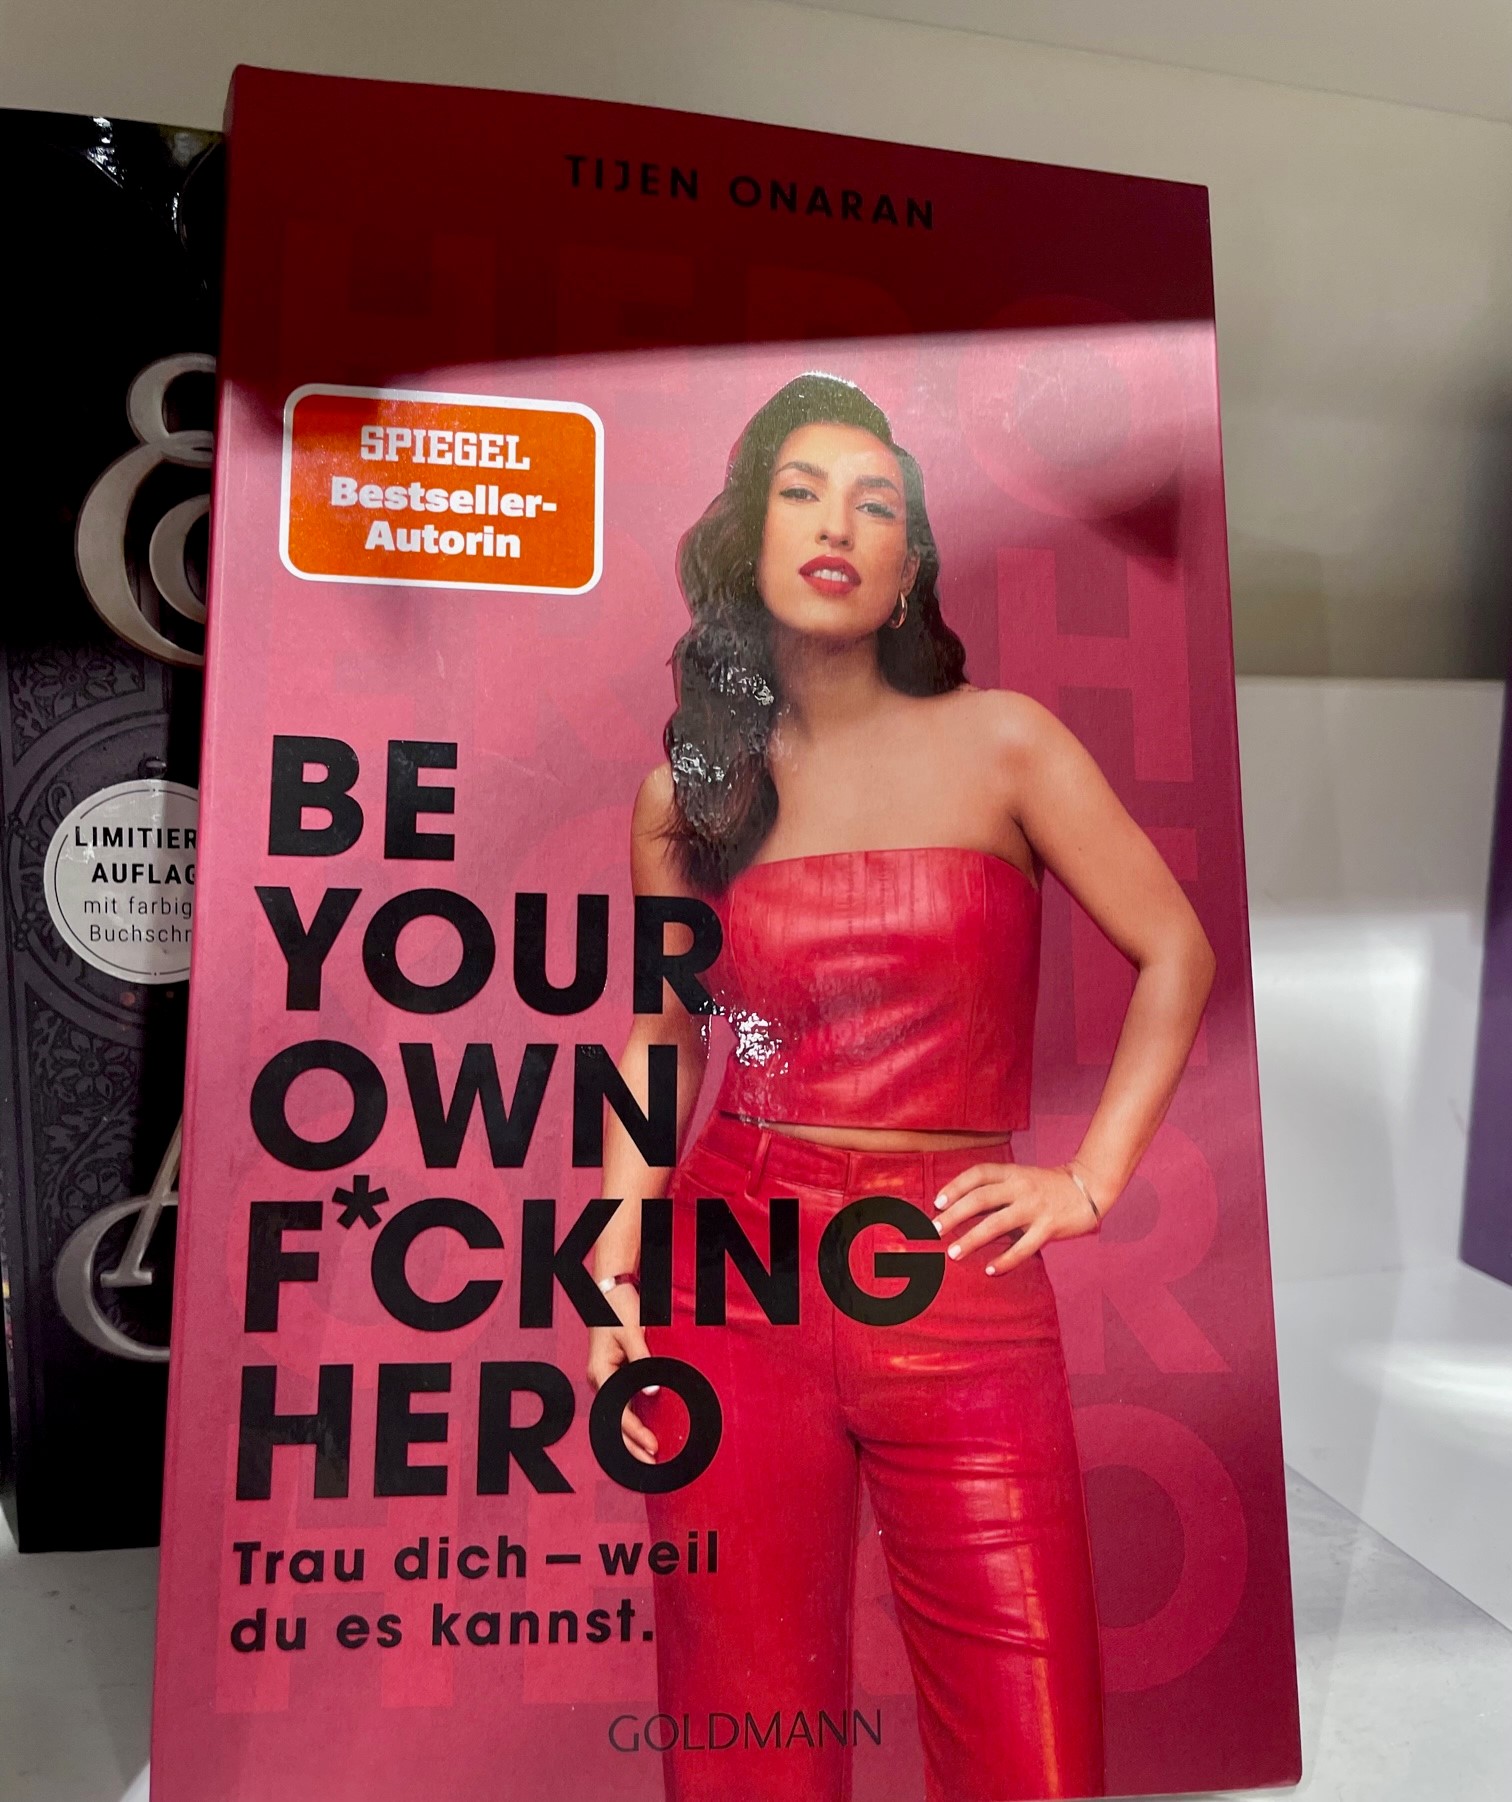 TIJEN ONARAN
SPIEGEL
Bestseller-
Autorin
BE
YOUR
OWN
F*CKING
HERO
Trau dich – weil
du es kannst.
GOLDMANN
HERO
LIMITIER
AUFLAG
mit farbig
Buchschn
&